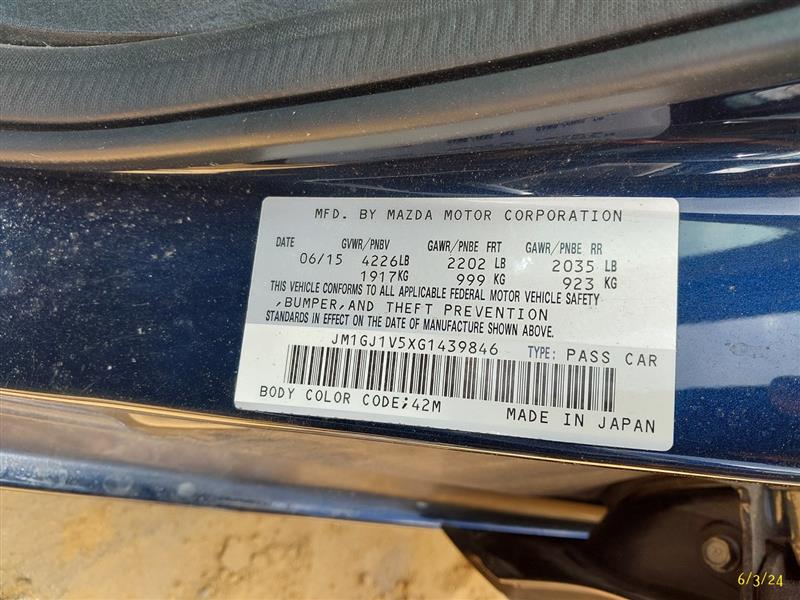 MFD. BY MAZDA MOTOR CORPORATION
DATE GVWR/PNBV GAWR/PNBE FRT GAWR/PNBE RR
06/15 4226LB 2202 LB 2035 LB
1917KG 999 KG 923 KG
THIS VEHICLE CONFORMS TO ALL APPLICABLE FEDERAL MOTOR VEHICLE SAFETY
,BUMPER,AND THEFT PREVENTION
STANDARDS IN EFFECT ON THE DATE OF MANUFACTURE SHOWN ABOVE.
JM1GJ1V5XG1439846 TYPE: PASS CAR
BODY COLOR CODE;42M MADE IN JAPAN
6/3/24